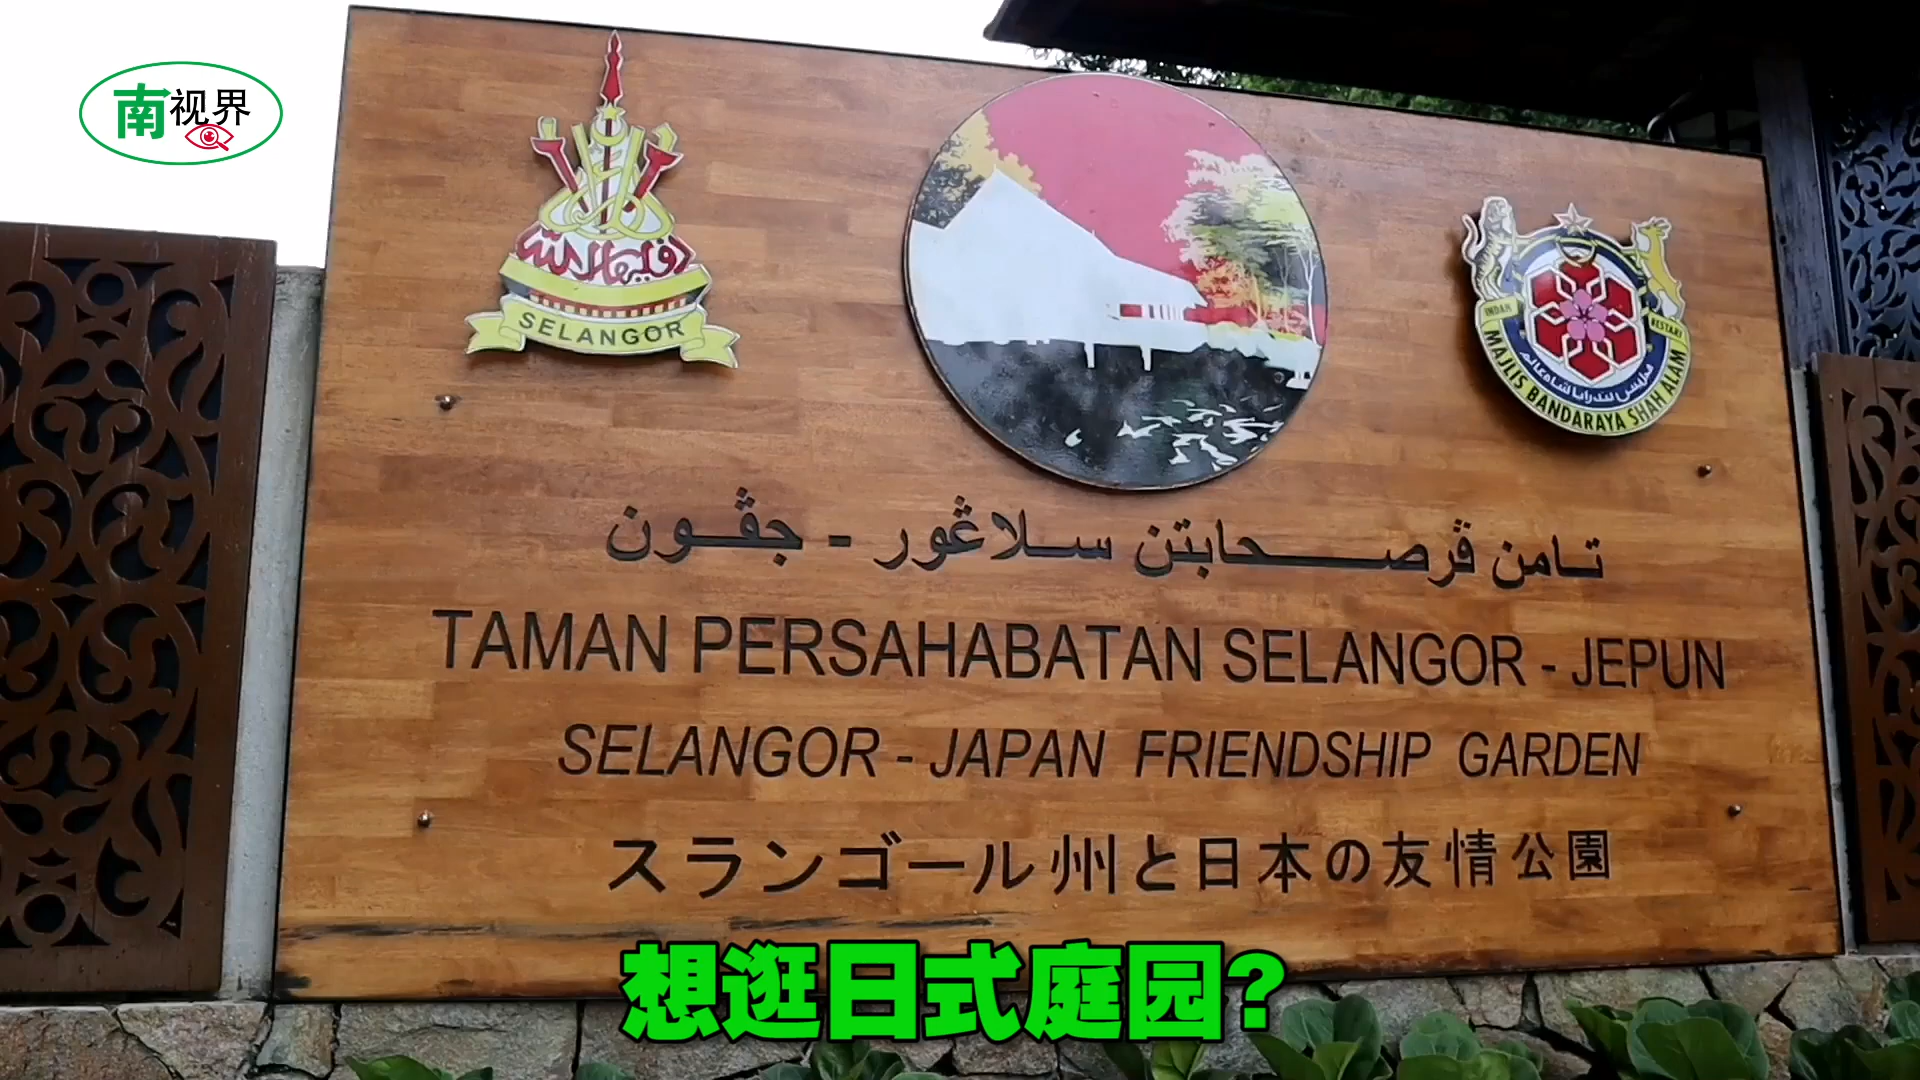 南视界
SELANGOR
INDAH
BESTARI
MAJLIS BANDARAYA SHAH ALAM
تامن ڤرصحابتن سلاڠور - جڤون
TAMAN PERSAHABATAN SELANGOR - JEPUN
SELANGOR - JAPAN FRIENDSHIP GARDEN
スランゴール州と日本の友情公園
想逛日式庭园?